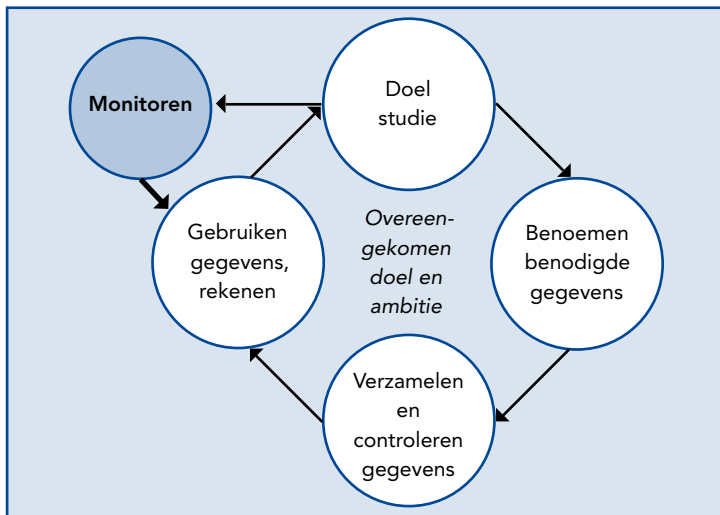 Monitoren
Doel
studie
Gebruiken
gegevens,
rekenen
Overeen-
gekomen
doel en
ambitie
Benoemen
benodigde
gegevens
Verzamelen
en
controleren
gegevens